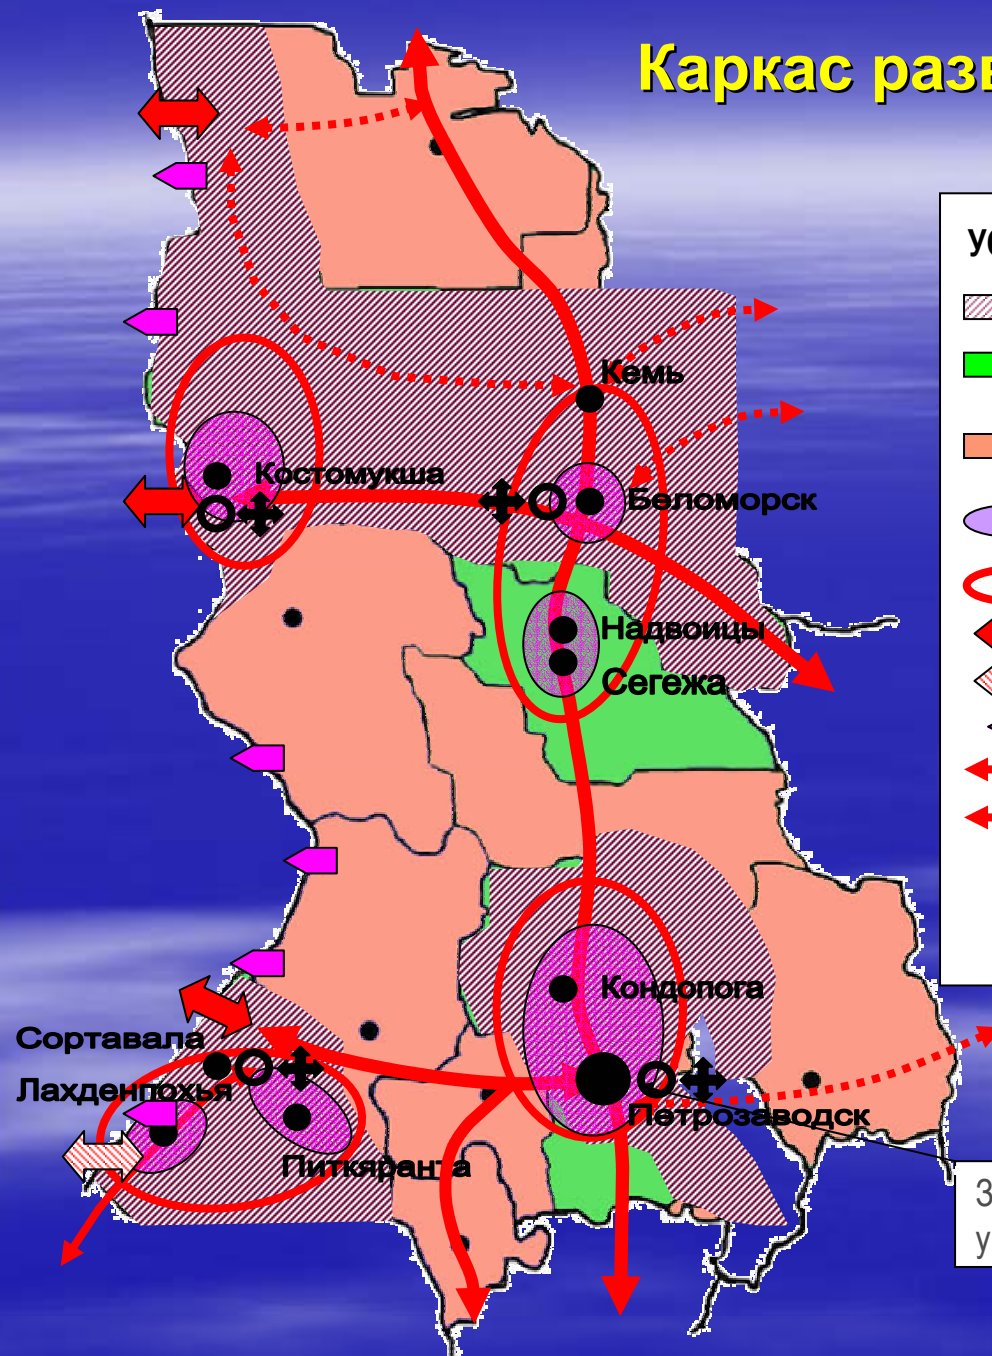 Каркас разв
Кемь
Костомукша
Беломорск
Надвоицы
Сегежа
Кондопога
Сортавала
Лахденпохья
Петрозаводск
Питкяранта